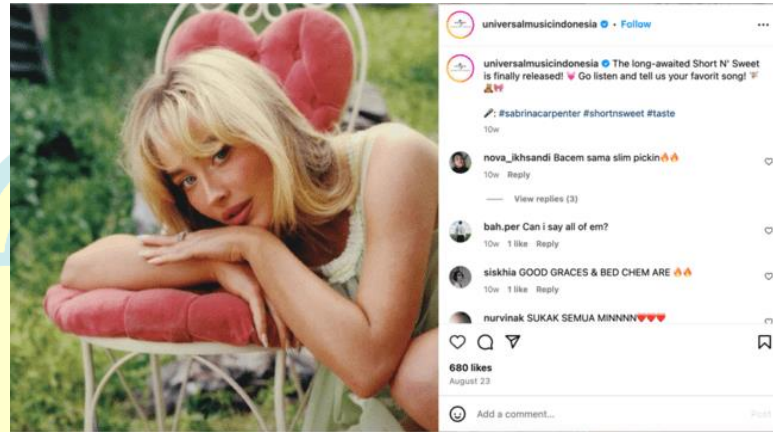 universalmusicindonesia • Follow
universalmusicindonesia The long-awaited Short N' Sweet
is finally released! 💓 Go listen and tell us your favorit song!
#sabrinacarpenter #shortnsweet #taste
10w
nova_ikhsandi Bacem sama slim pickin🔥🔥
10w Reply
View replies (3)
bah.per Can i say all of em?
10w 1 like Reply
siskhia GOOD GRACES & BED CHEM ARE 🔥🔥
10w 1 like Reply
nurvinak SUKAK SEMUA MINNNN❤❤❤
680 likes
August 23
Add a comment...
Post